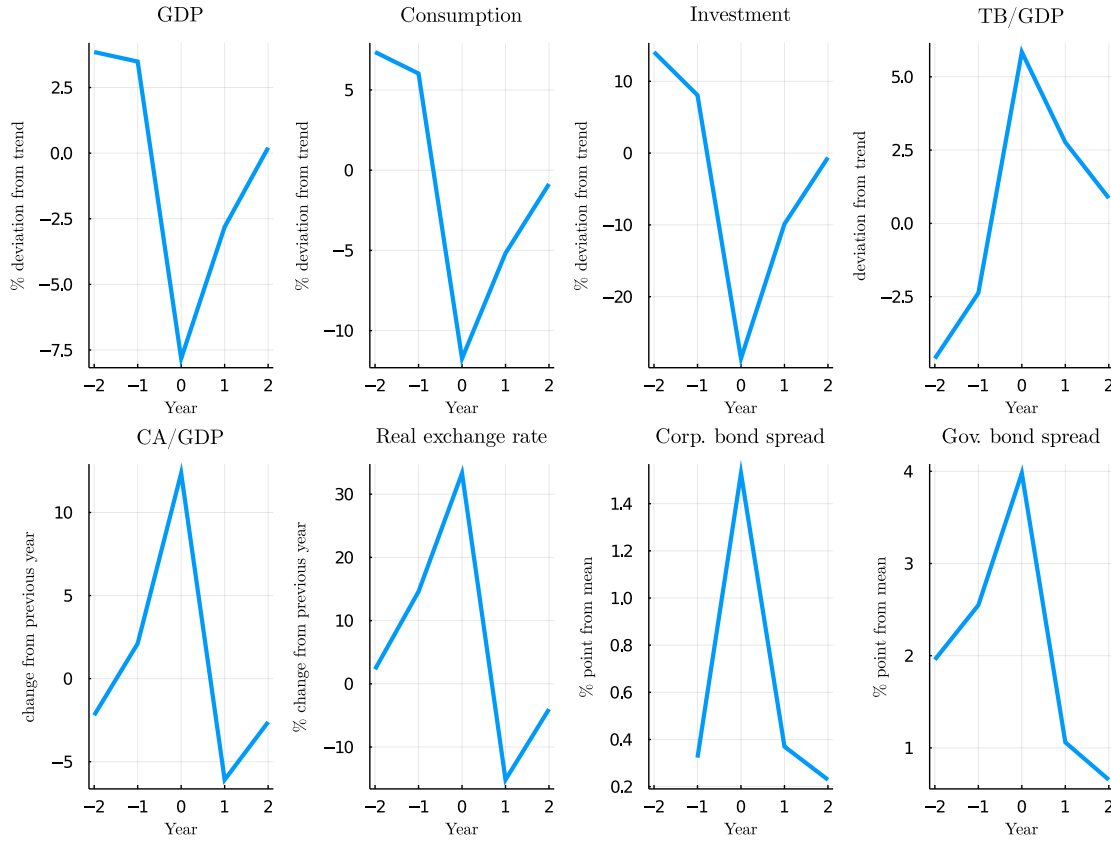 GDP
Consumption
Investment
TB/GDP
% deviation from trend
2.5
0.0
−2.5
−5.0
−7.5
−2 −1 0 1 2
Year
% deviation from trend
5
0
−5
−10
−2 −1 0 1 2
Year
% deviation from trend
10
0
−10
−20
−2 −1 0 1 2
Year
deviation from trend
5.0
2.5
0.0
−2.5
−2 −1 0 1 2
Year
CA/GDP
Real exchange rate
Corp. bond spread
Gov. bond spread
change from previous year
10
5
0
−5
−2 −1 0 1 2
Year
% change from previous year
30
20
10
0
−10
−2 −1 0 1 2
Year
% point from mean
1.4
1.2
1.0
0.8
0.6
0.4
0.2
−2 −1 0 1 2
Year
% point from mean
4
3
2
1
−2 −1 0 1 2
Year